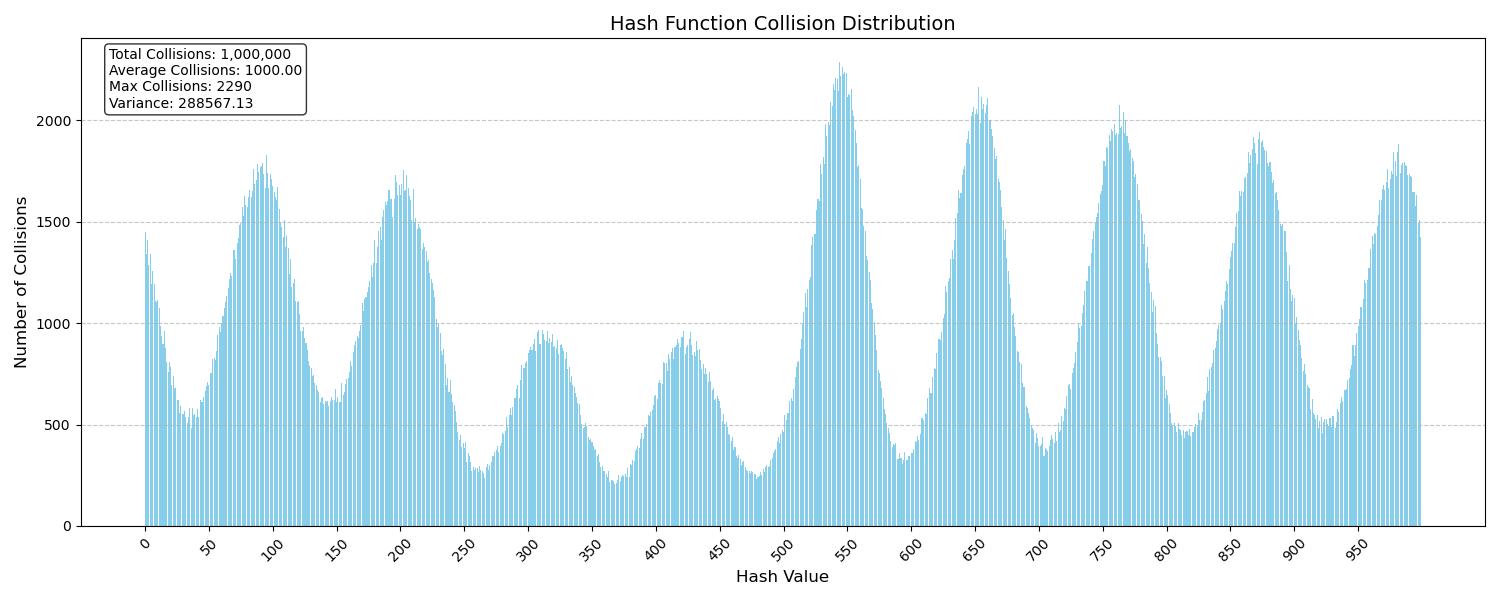 Hash Function Collision Distribution
Total Collisions: 1,000,000
Average Collisions: 1000.00
Max Collisions: 2290
Variance: 288567.13
Number of Collisions
2000
1500
1000
500
0
0 50 100 150 200 250 300 350 400 450 500 550 600 650 700 750 800 850 900 950
Hash Value